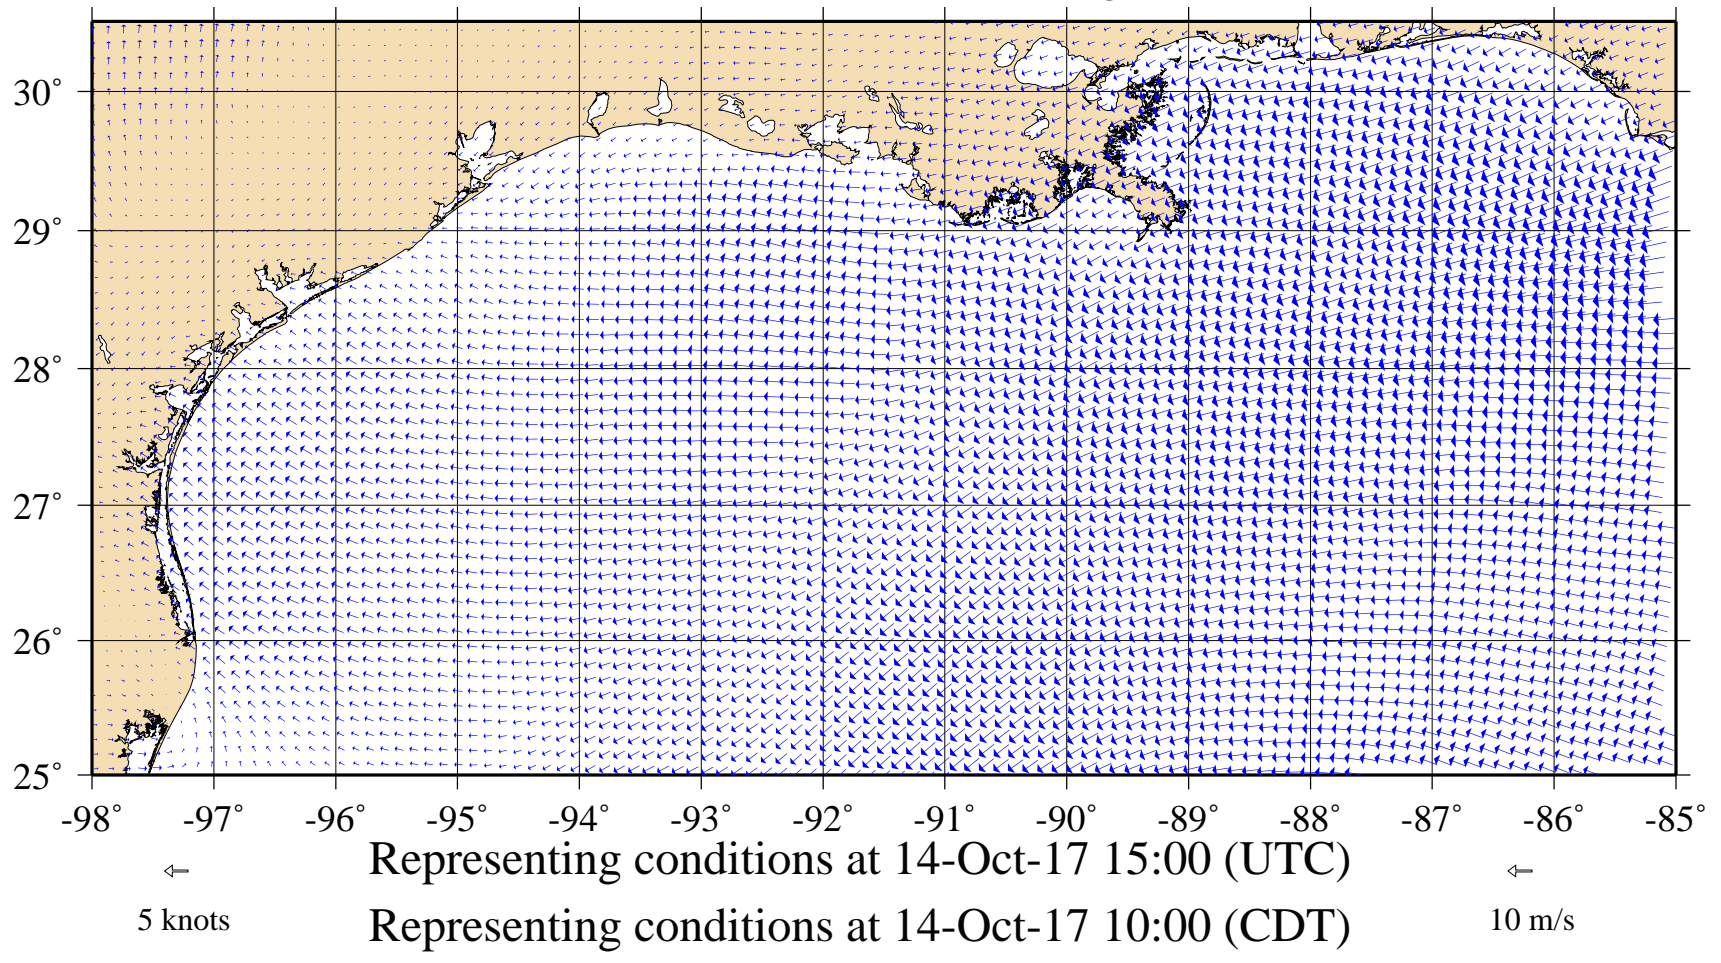 30°
29°
28°
27°
26°
25°
-98° -97° -96° -95° -94° -93° -92° -91° -90° -89° -88° -87° -86° -85°
Representing conditions at 14-Oct-17 15:00 (UTC)
5 knots
Representing conditions at 14-Oct-17 10:00 (CDT)
10 m/s